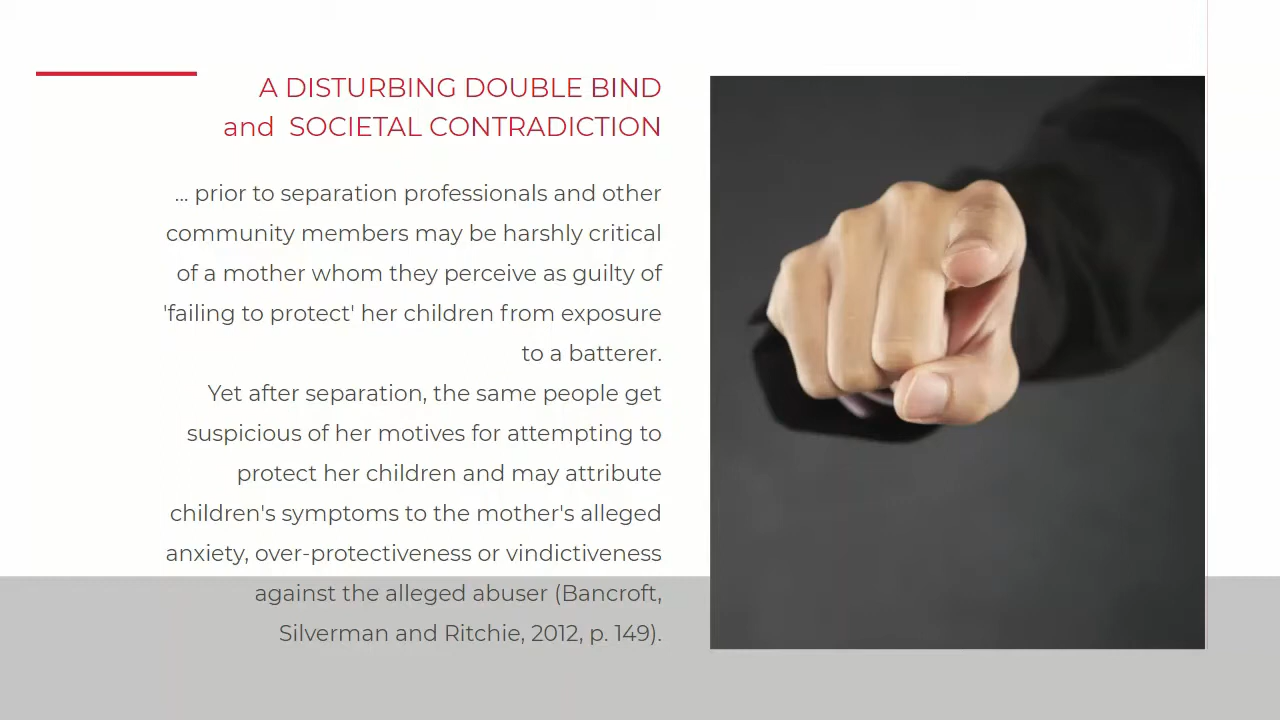 A DISTURBING DOUBLE BIND
and SOCIETAL CONTRADICTION
... prior to separation professionals and other
community members may be harshly critical
of a mother whom they perceive as guilty of
'failing to protect' her children from exposure
to a batterer.
Yet after separation, the same people get
suspicious of her motives for attempting to
protect her children and may attribute
children's symptoms to the mother's alleged
anxiety, over-protectiveness or vindictiveness
against the alleged abuser (Bancroft,
Silverman and Ritchie, 2012, p. 149).